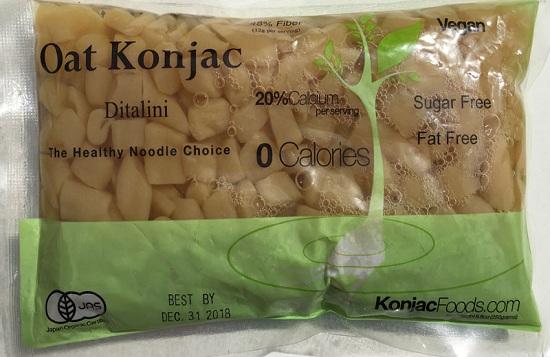 48% Fiber
(12g per serving)
Vegan
Oat Konjac
Ditalini
20% Calcium
per serving
Sugar Free
Fat Free
The Healthy Noodle Choice
0 Calories
JAS
Japan Organic Certified
BEST BY
DEC. 31 2018
KonjacFoods.com